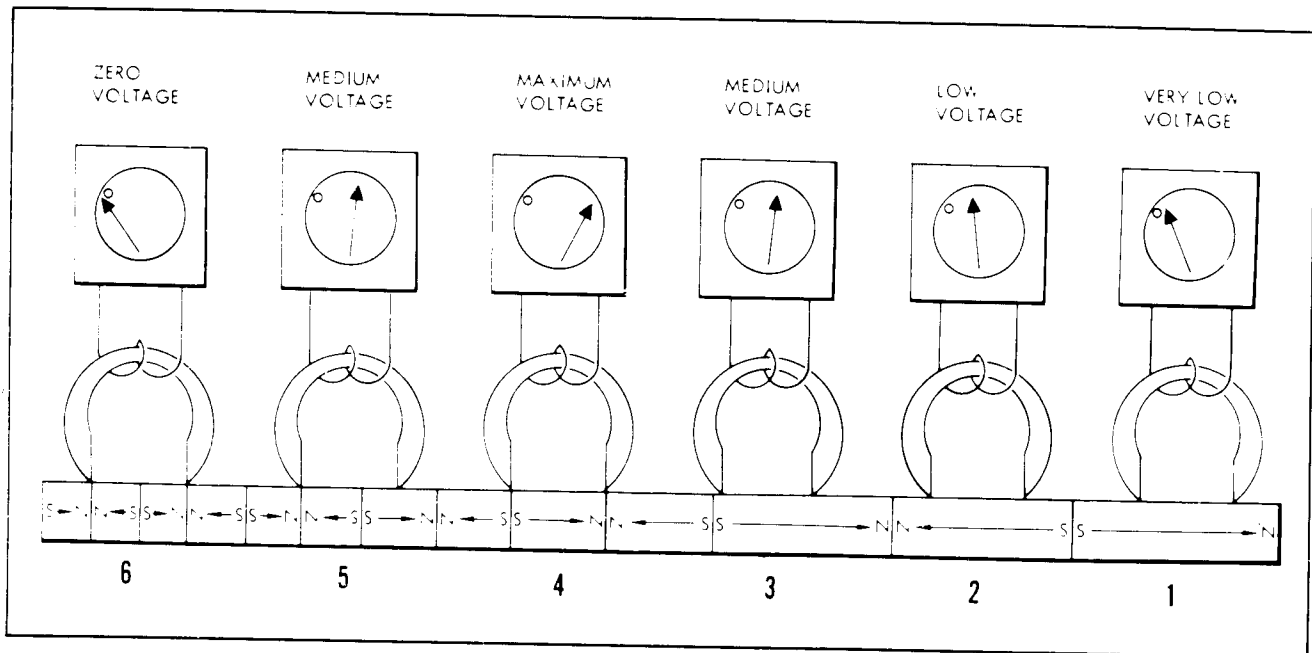 ZERO
VOLTAGE
MEDIUM
VOLTAGE
MAXIMUM
VOLTAGE
MEDIUM
VOLTAGE
LOW
VOLTAGE
VERY LOW
VOLTAGE
O O O O O O
S N N S S N N S S N N S S N N S S N N S S N N S S N
6 5 4 3 2 1